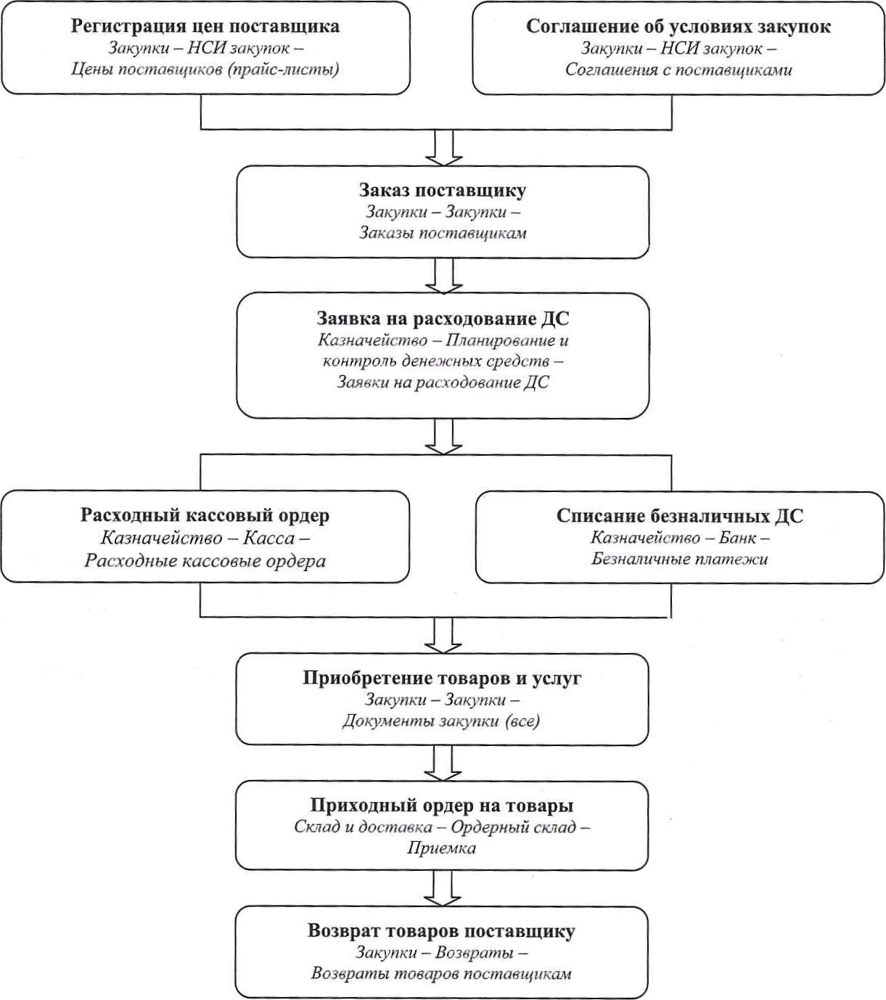 Регистрация цен поставщика
Закупки – НСИ закупок –
Цены поставщиков (прайс-листы)
Соглашение об условиях закупок
Закупки – НСИ закупок –
Соглашения с поставщиками
Заказ поставщику
Закупки – Закупки –
Заказы поставщикам
Заявка на расходование ДС
Казначейство – Планирование и
контроль денежных средств –
Заявки на расходование ДС
Расходный кассовый ордер
Казначейство – Касса –
Расходные кассовые ордера
Списание безналичных ДС
Казначейство – Банк –
Безналичные платежи
Приобретение товаров и услуг
Закупки – Закупки –
Документы закупки (все)
Приходный ордер на товары
Склад и доставка – Ордерный склад –
Приемка
Возврат товаров поставщику
Закупки – Возвраты –
Возвраты товаров поставщикам